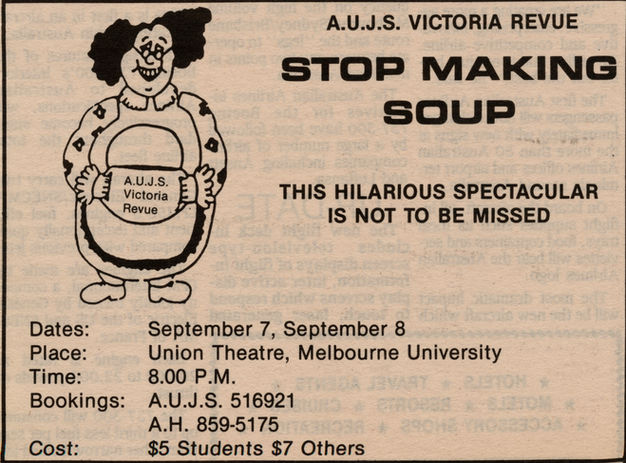 A.U.J.S. VICTORIA REVUE
STOP MAKING
SOUP
A.U.J.S.
Victoria
Revue
THIS HILARIOUS SPECTACULAR
IS NOT TO BE MISSED
Dates: September 7, September 8
Place: Union Theatre, Melbourne University
Time: 8.00 P.M.
Bookings: A.U.J.S. 516921
A.H. 859-5175
Cost: $5 Students $7 Others